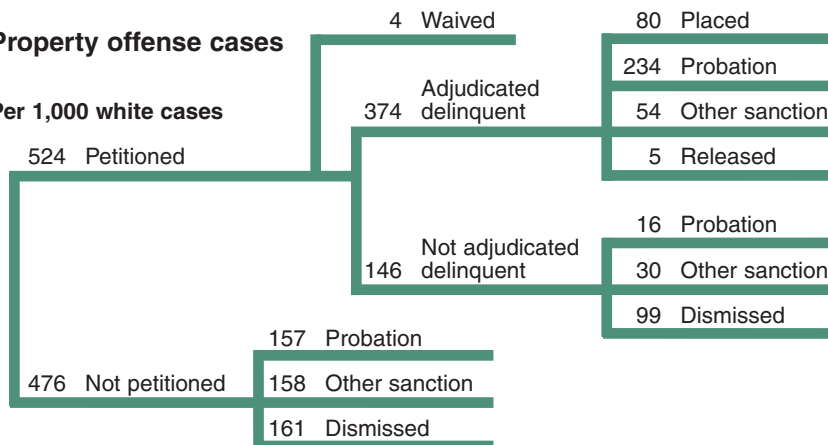 Property offense cases
Per 1,000 white cases
524 Petitioned
4 Waived
374 Adjudicated
delinquent
80 Placed
234 Probation
54 Other sanction
5 Released
146 Not adjudicated
delinquent
16 Probation
30 Other sanction
99 Dismissed
476 Not petitioned
157 Probation
158 Other sanction
161 Dismissed